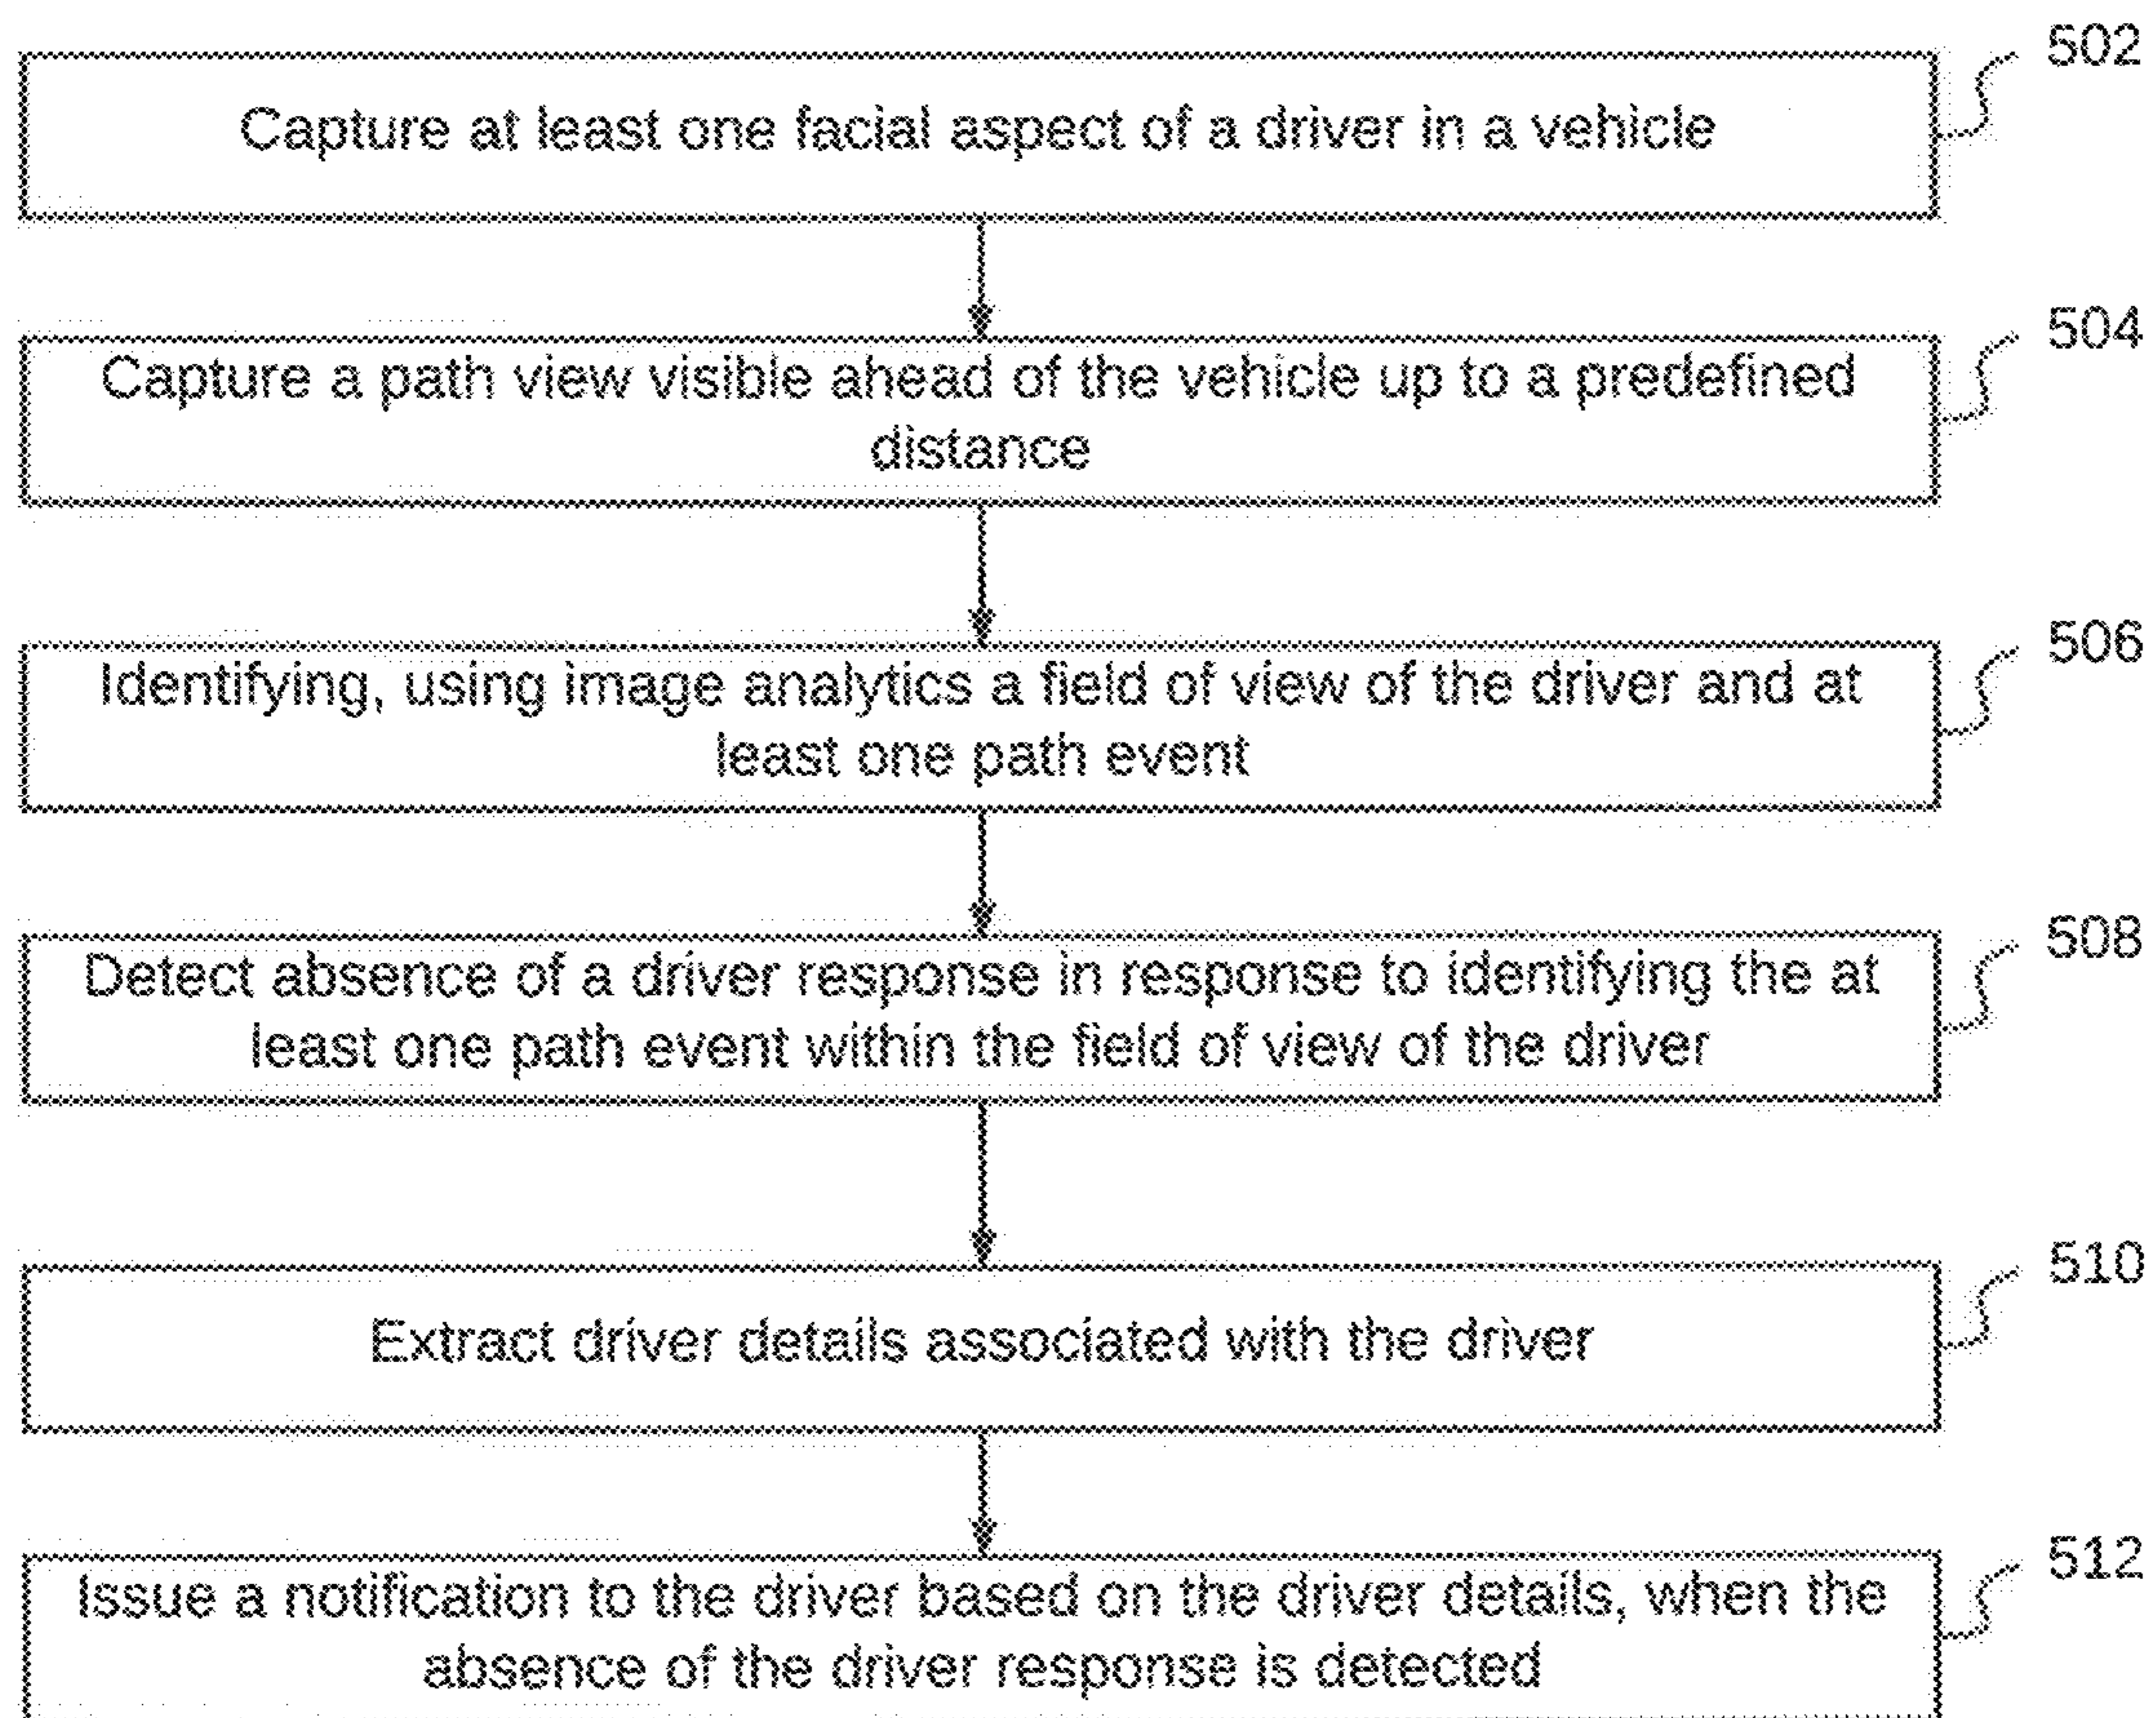 502
Capture at least one facial aspect of a driver in a vehicle
504
Capture a path view visible ahead of the vehicle up to a predefined
distance
506
Identifying, using image analytics a field of view of the driver and at
least one path event
508
Detect absence of a driver response in response to identifying the at
least one path event within the field of view of the driver
510
Extract driver details associated with the driver
512
Issue a notification to the driver based on the driver details, when the
absence of the driver response is detected